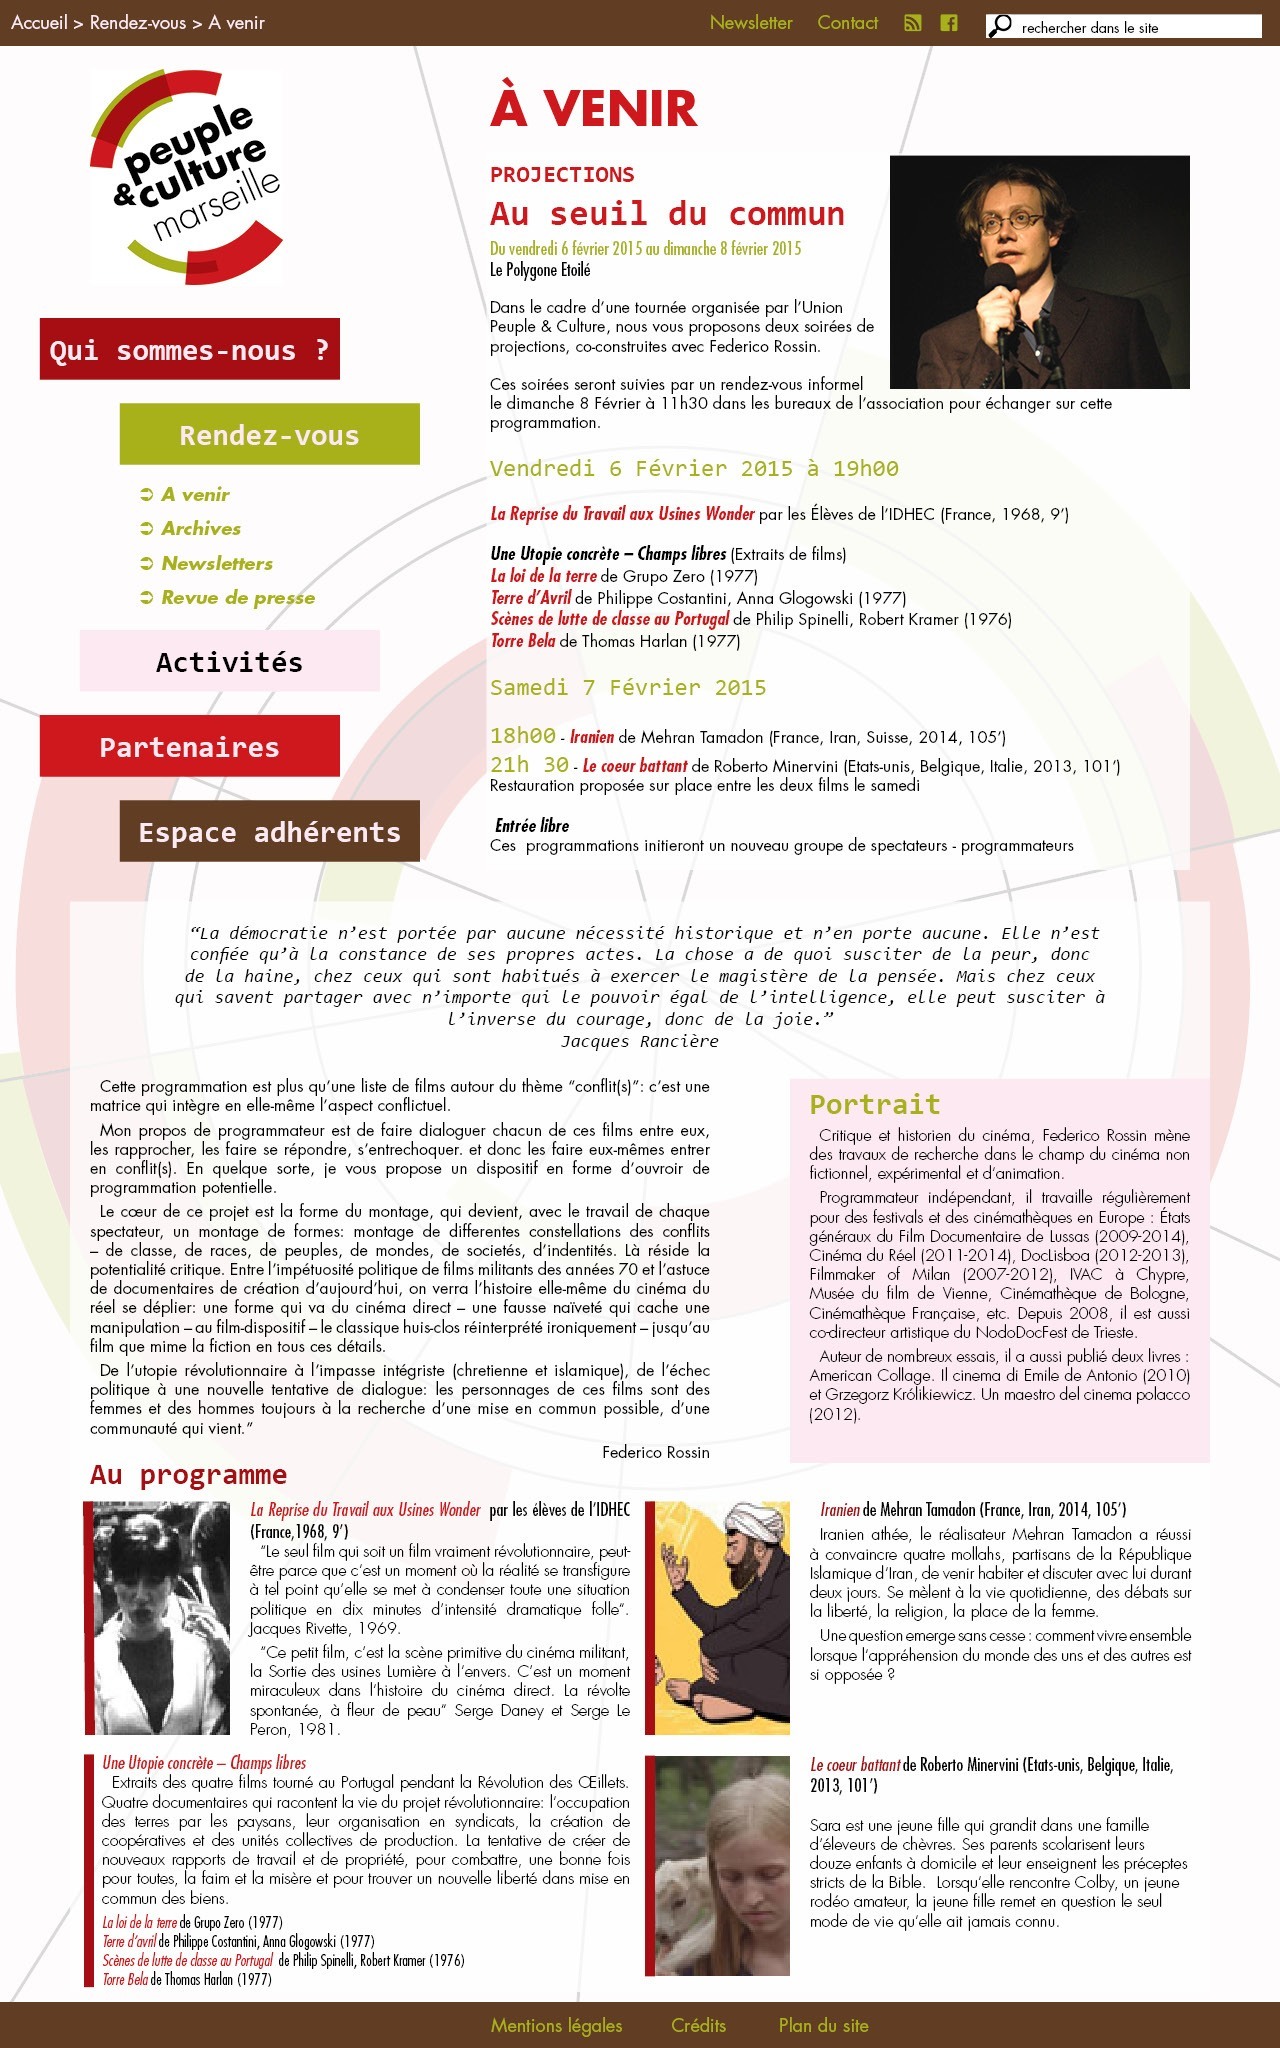 Accueil > Rendez-vous > A venir
Newsletter Contact
rechercher dans le site
peuple
&culture
marseille
Qui sommes-nous ?
Rendez-vous
A venir
Archives
Newsletters
Revue de presse
Activités
Partenaires
Espace adhérents
À VENIR
PROJECTIONS
Au seuil du commun
Du vendredi 6 février 2015 au dimanche 8 février 2015
Le Polygone Etoilé
Dans le cadre d’une tournée organisée par l’Union
Peuple & Culture, nous vous proposons deux soirées de
projections, co-construites avec Federico Rossin.
Ces soirées seront suivies par un rendez-vous informel
le dimanche 8 Février à 11h30 dans les bureaux de l’association pour échanger sur cette
programmation.
Vendredi 6 Février 2015 à 19h00
La Reprise du Travail aux Usines Wonder par les Élèves de l’IDHEC (France, 1968, 9’)
Une Utopie concrète – Champs libres (Extraits de films)
La loi de la terre de Grupo Zero (1977)
Terre d’Avril de Philippe Costantini, Anna Glogowski (1977)
Scènes de lutte de classe au Portugal de Philip Spinelli, Robert Kramer (1976)
Torre Bela de Thomas Harlan (1977)
Samedi 7 Février 2015
18h00 - Iranien de Mehran Tamadon (France, Iran, Suisse, 2014, 105’)
21h 30 - Le coeur battant de Roberto Minervini (Etats-unis, Belgique, Italie, 2013, 101’)
Restauration proposée sur place entre les deux films le samedi
Entrée libre
Ces programmations initieront un nouveau groupe de spectateurs - programmateurs
“La démocratie n’est portée par aucune nécessité historique et n’en porte aucune. Elle n’est
confiée qu’à la constance de ses propres actes. La chose a de quoi susciter de la peur, donc
de la haine, chez ceux qui sont habitués à exercer le magistère de la pensée. Mais chez ceux
qui savent partager avec n’importe qui le pouvoir égal de l’intelligence, elle peut susciter à
l’inverse du courage, donc de la joie.”
Jacques Rancière
Cette programmation est plus qu’une liste de films autour du thème “conflit(s)”: c’est une
matrice qui intègre en elle-même l’aspect conflictuel.
Mon propos de programmateur est de faire dialoguer chacun de ces films entre eux,
les rapprocher, les faire se répondre, s’entrechoquer. et donc les faire eux-mêmes entrer
en conflit(s). En quelque sorte, je vous propose un dispositif en forme d’ouvroir de
programmation potentielle.
Le cœur de ce projet est la forme du montage, qui devient, avec le travail de chaque
spectateur, un montage de formes: montage de differentes constellations des conflits
– de classe, de races, de peuples, de mondes, de societés, d’indentités. Là réside la
potentialité critique. Entre l’impétuosité politique de films militants des années 70 et l’astuce
de documentaires de création d’aujourd’hui, on verra l’histoire elle-même du cinéma du
réel se déplier: une forme qui va du cinéma direct – une fausse naïveté qui cache une
manipulation – au film-dispositif – le classique huis-clos réinterprété ironiquement – jusqu’au
film que mime la fiction en tous ces détails.
De l’utopie révolutionnaire à l’impasse intégriste (chretienne et islamique), de l’échec
politique à une nouvelle tentative de dialogue: les personnages de ces films sont des
femmes et des hommes toujours à la recherche d’une mise en commun possible, d’une
communauté qui vient.”
Federico Rossin
Portrait
Critique et historien du cinéma, Federico Rossin mène
des travaux de recherche dans le champ du cinéma non
fictionnel, expérimental et d’animation.
Programmateur indépendant, il travaille régulièrement
pour des festivals et des cinémathèques en Europe : États
généraux du Film Documentaire de Lussas (2009-2014),
Cinéma du Réel (2011-2014), DocLisboa (2012-2013),
Filmmaker of Milan (2007-2012), IVAC à Chypre,
Musée du film de Vienne, Cinémathèque de Bologne,
Cinémathèque Française, etc. Depuis 2008, il est aussi
co-directeur artistique du NodoDocFest de Trieste.
Auteur de nombreux essais, il a aussi publié deux livres :
American Collage. Il cinema di Emile de Antonio (2010)
et Grzegorz Królikiewicz. Un maestro del cinema polacco
(2012).
Au programme
La Reprise du Travail aux Usines Wonder par les élèves de l’IDHEC
(France,1968, 9’)
“Le seul film qui soit un film vraiment révolutionnaire, peut-
être parce que c’est un moment où la réalité se transfigure
à tel point qu’elle se met à condenser toute une situation
politique en dix minutes d’intensité dramatique folle“.
Jacques Rivette, 1969.
“Ce petit film, c’est la scène primitive du cinéma militant,
la Sortie des usines Lumière à l’envers. C’est un moment
miraculeux dans l’histoire du cinéma direct. La révolte
spontanée, à fleur de peau“ Serge Daney et Serge Le
Peron, 1981.
Iranien de Mehran Tamadon (France, Iran, 2014, 105’)
Iranien athée, le réalisateur Mehran Tamadon a réussi
à convaincre quatre mollahs, partisans de la République
Islamique d’Iran, de venir habiter et discuter avec lui durant
deux jours. Se mèlent à la vie quotidienne, des débats sur
la liberté, la religion, la place de la femme.
Une question emerge sans cesse : comment vivre ensemble
lorsque l’appréhension du monde des uns et des autres est
si opposée ?
Une Utopie concrète – Champs libres
Extraits des quatre films tourné au Portugal pendant la Révolution des Œillets.
Quatre documentaires qui racontent la vie du projet révolutionnaire: l’occupation
des terres par les paysans, leur organisation en syndicats, la création de
coopératives et des unités collectives de production. La tentative de créer de
nouveaux rapports de travail et de propriété, pour combattre, une bonne fois
pour toutes, la faim et la misère et pour trouver un nouvelle liberté dans mise en
commun des biens.
La loi de la terre de Grupo Zero (1977)
Terre d’avril de Philippe Costantini, Anna Glogowski (1977)
Scènes de lutte de classe au Portugal de Philip Spinelli, Robert Kramer (1976)
Torre Bela de Thomas Harlan (1977)
Le coeur battant de Roberto Minervini (Etats-unis, Belgique, Italie,
2013, 101’)
Sara est une jeune fille qui grandit dans une famille
d’éleveurs de chèvres. Ses parents scolarisent leurs
douze enfants à domicile et leur enseignent les préceptes
stricts de la Bible. Lorsqu’elle rencontre Colby, un jeune
rodéo amateur, la jeune fille remet en question le seul
mode de vie qu’elle ait jamais connu.
Mentions légales Crédits Plan du site